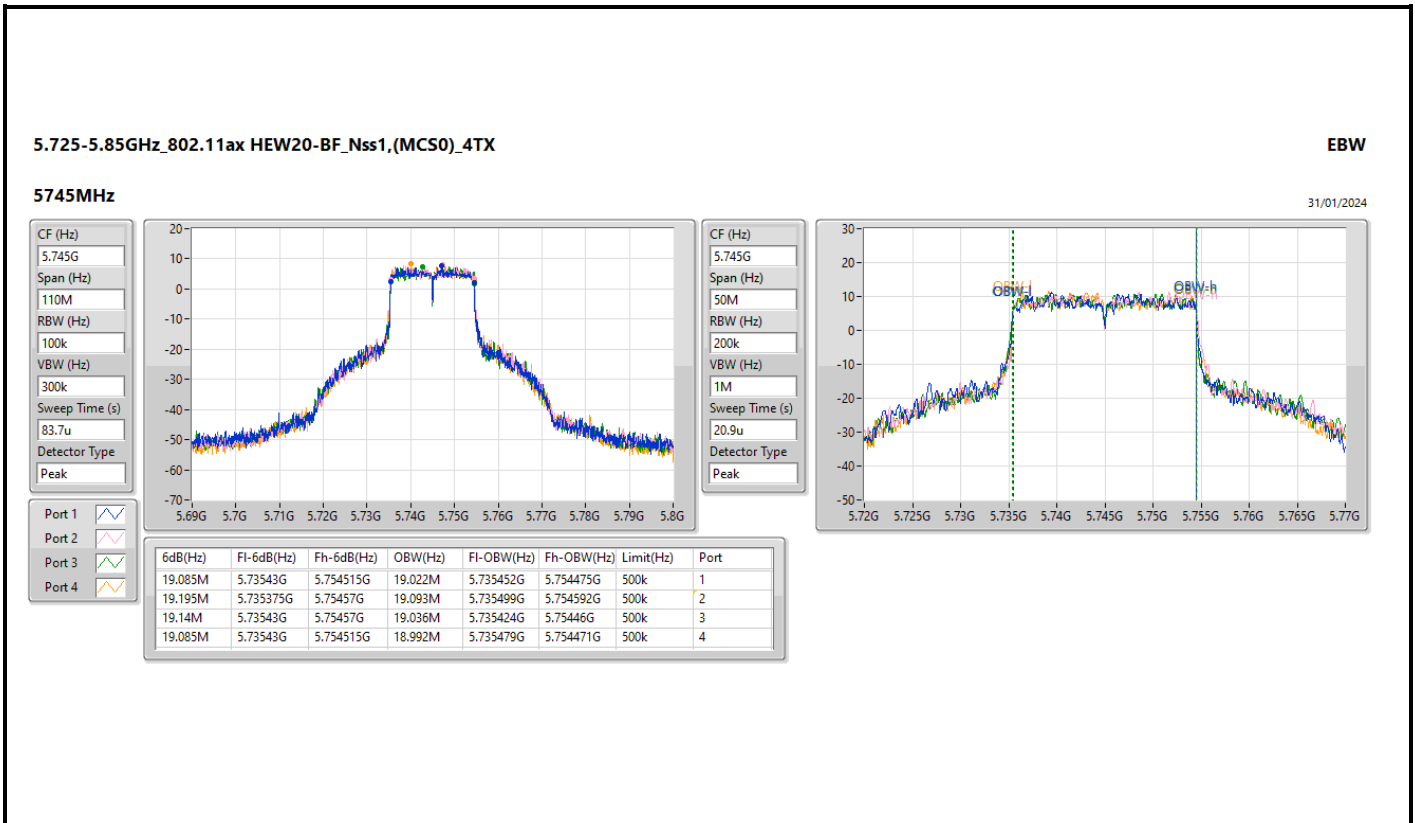 5.725-5.85GHz_802.11ax HEW20-BF_Nss1,(MCS0)_4TX
EBW
5745MHz
31/01/2024
CF (Hz)
5.745G
Span (Hz)
110M
RBW (Hz)
100k
VBW (Hz)
300k
Sweep Time (s)
83.7u
Detector Type
Peak
Port 1
Port 2
Port 3
Port 4
20
10
0
-10
-20
-30
-40
-50
-60
-70
5.69G 5.7G 5.71G 5.72G 5.73G 5.74G 5.75G 5.76G 5.77G 5.78G 5.79G 5.8G
CF (Hz)
5.745G
Span (Hz)
50M
RBW (Hz)
200k
VBW (Hz)
1M
Sweep Time (s)
20.9u
Detector Type
Peak
30
20
10
0
-10
-20
-30
-40
-50
OBW-l OBW-h
5.72G 5.725G 5.73G 5.735G 5.74G 5.745G 5.75G 5.755G 5.76G 5.765G 5.77G
6dB(Hz) Fl-6dB(Hz) Fh-6dB(Hz) OBW(Hz) Fl-OBW(Hz) Fh-OBW(Hz) Limit(Hz) Port
19.085M 5.73543G 5.754515G 19.022M 5.735452G 5.754475G 500k 1
19.195M 5.735375G 5.75457G 19.093M 5.735499G 5.754592G 500k 2
19.14M 5.73543G 5.75457G 19.036M 5.735424G 5.75446G 500k 3
19.085M 5.73543G 5.754515G 18.992M 5.735479G 5.754471G 500k 4